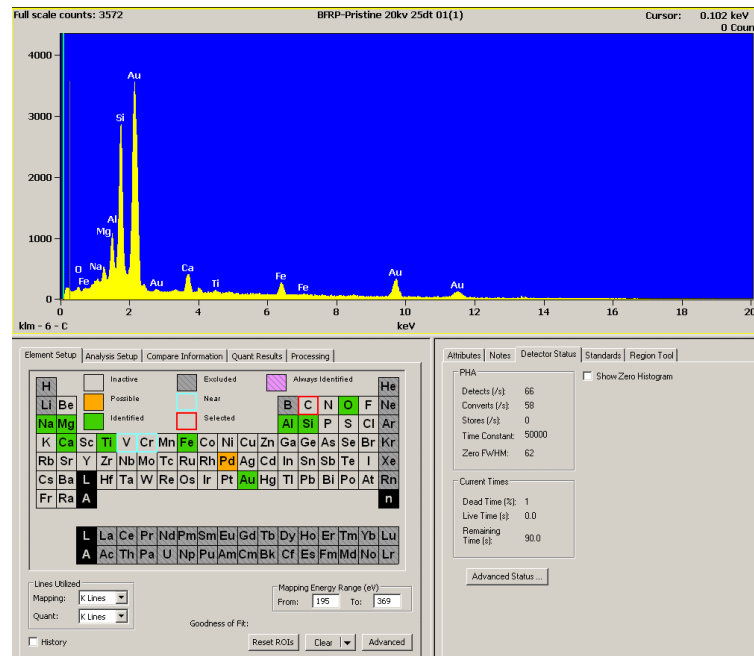 Full scale counts: 3572 BFRP-Pristine 20kv 25dt 01(1) Cursor: 0.102 keV
0 Coun
4000
3000
2000
1000
0
Au
Si
Al
Mg
O
Fe
Na
Au
Ca
Ti
Fe
Fe
Au
Au
0 2 4 6 8 10 12 14 16 18 20
klm - 6 - C keV
Element Setup Analysis Setup Compare Information Quant Results Processing
Inactive Excluded Always Identified
Possible Near
Identified Selected
H He
Li Be B C N O F Ne
Na Mg Al Si P S Cl Ar
K Ca Sc Ti V Cr Mn Fe Co Ni Cu Zn Ga Ge As Se Br Kr
Rb Sr Y Zr Nb Mo Tc Ru Rh Pd Ag Cd In Sn Sb Te I Xe
Cs Ba L Hf Ta W Re Os Ir Pt Au Hg Tl Pb Bi Po At Rn
Fr Ra A n
L La Ce Pr Nd Pm Sm Eu Gd Tb Dy Ho Er Tm Yb Lu
A Ac Th Pa U Np Pu Am Cm Bk Cf Es Fm Md No Lr
Lines Utilized
Mapping: K Lines
Quant: K Lines
History
Mapping Energy Range (eV)
From: 195 To: 369
Goodness of Fit:
Reset ROIs Clear Advanced
Attributes Notes Detector Status Standards Region Tool
PHA
Detects (/s): 66
Converts (/s): 58
Stores (/s): 0
Time Constant: 50000
Zero FWHM: 62
Show Zero Histogram
Current Times
Dead Time (%): 1
Live Time (s): 0.0
Remaining
Time (s): 90.0
Advanced Status ...